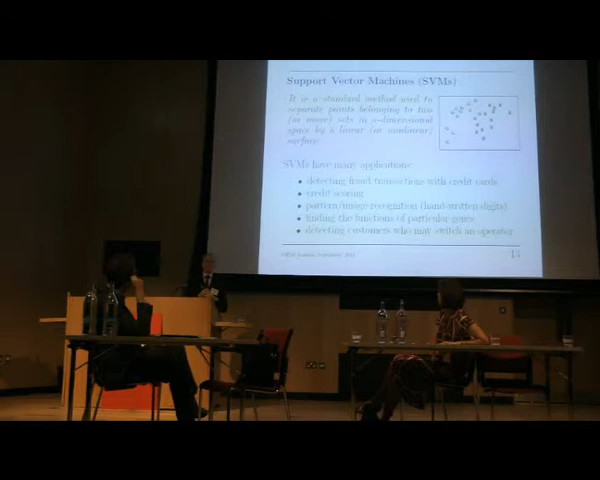 Support Vector Machines (SVMs)
It is a standard method used to
separate points belonging to two
(or more) sets in n-dimensional
space by a linear (or nonlinear)
surface.
SVMs have many applications:
• detecting fraud transactions with credit cards
• credit scoring
• pattern/image recognition (hand-written digits)
• finding the functions of particular genes
• detecting customers who may switch an operator